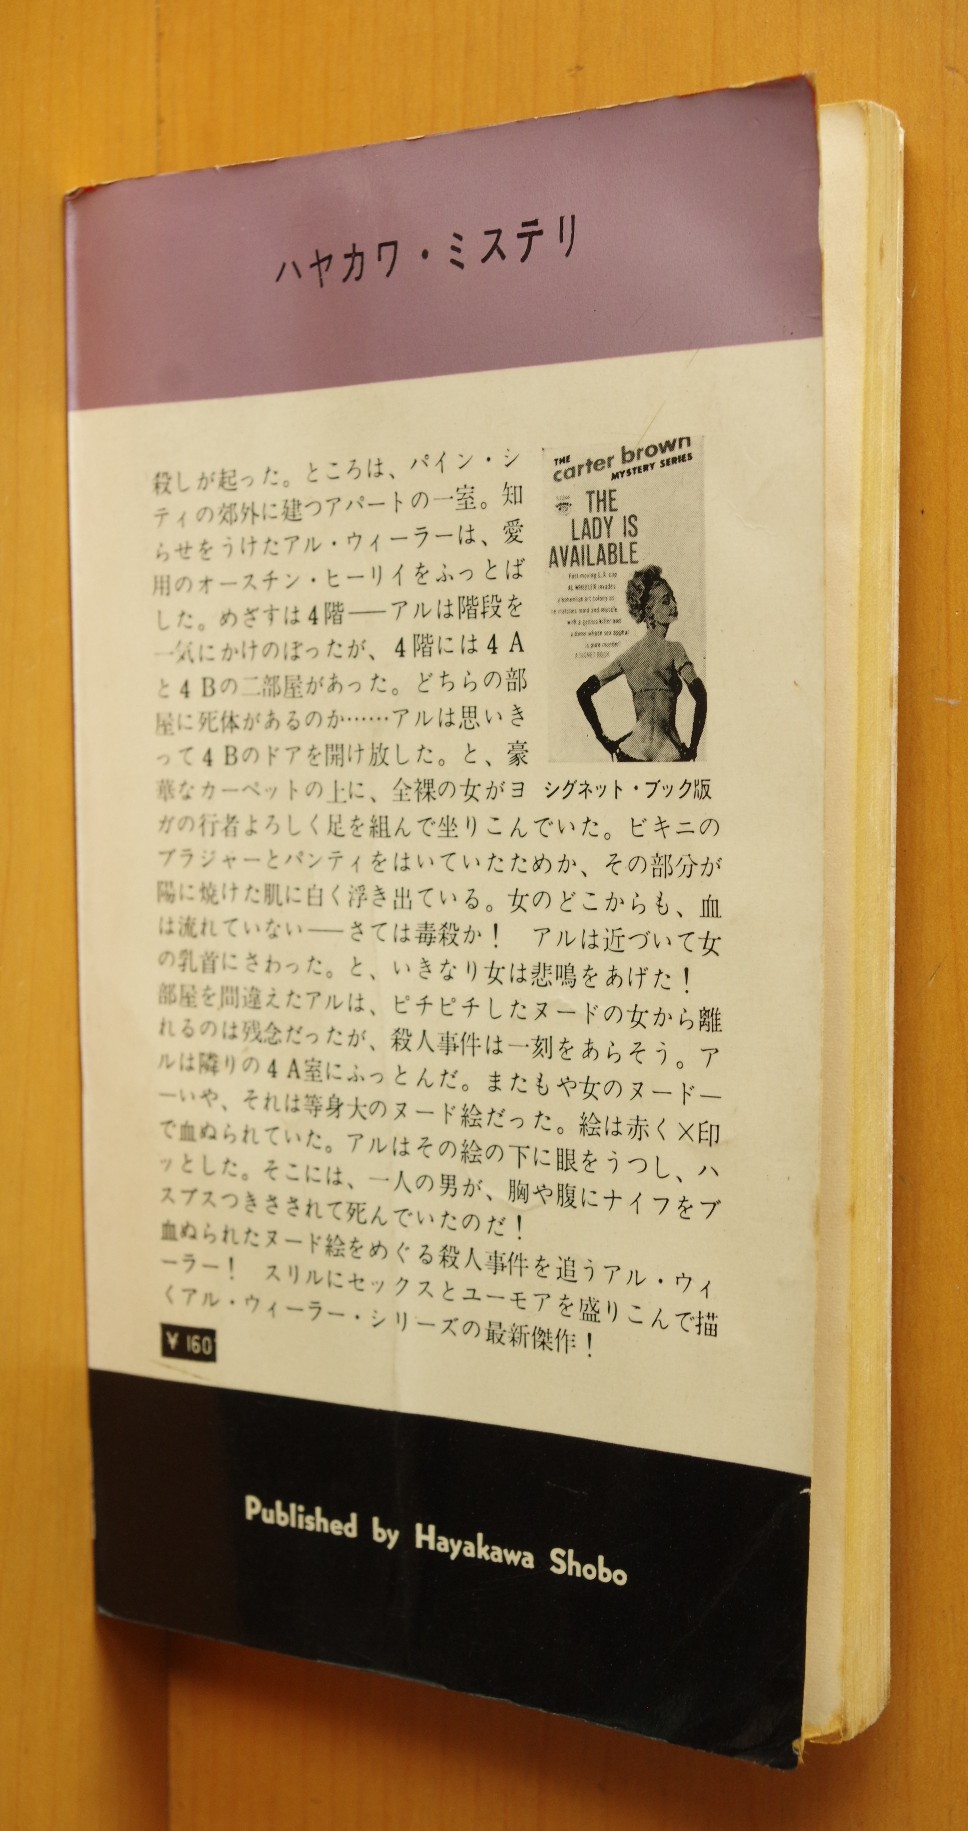 ハヤカワ・ミステリ
殺しが起った。ところは、パイン・シ
ティの郊外に建つアパートの一室。知
らせをうけたアル・ウィーラーは、愛
用のオースチン・ヒーリイをふっとば
した。めざすは4階――アルは階段を
一気にかけのぼったが、4階には4A
と4Bの二部屋があった。どちらの部
屋に死体があるのか……アルは思いき
って4Bのドアを開け放した。と、豪
華なカーペットの上に、全裸の女がヨ
ガの行者よろしく足を組んで坐りこんでいた。ビキニの
ブラジャーとパンティをはいていたためか、その部分が
陽に焼けた肌に白く浮き出ている。女のどこからも、血
は流れていない――さては毒殺か！　アルは近づいて女
の乳首にさわった。と、いきなり女は悲鳴をあげた！
部屋を間違えたアルは、ピチピチしたヌードの女から離
れるのは残念だったが、殺人事件は一刻をあらそう。ア
ルは隣りの4A室にふっとんだ。またもや女のヌード―
―いや、それは等身大のヌード絵だった。絵は赤く×印
で血ぬられていた。アルはその絵の下に眼をうつし、ハ
ッとした。そこには、一人の男が、胸や腹にナイフをブ
スブスつきさされて死んでいたのだ！
血ぬられたヌード絵をめぐる殺人事件を追うアル・ウィ
ーラー！　スリルにセックスとユーモアを盛りこんで描
くアル・ウィーラー・シリーズの最新傑作！
THE
carter brown
MYSTERY SERIES
THE
LADY IS
AVAILABLE
Fast moving L.A. cop
AL WHEELER invades
a bohemian art colony as
with a genius killer and
a dame whose sex appeal
is pure murder!
A SIGNET BOOK
シグネット・ブック版
¥160
Published by Hayakawa Shobo